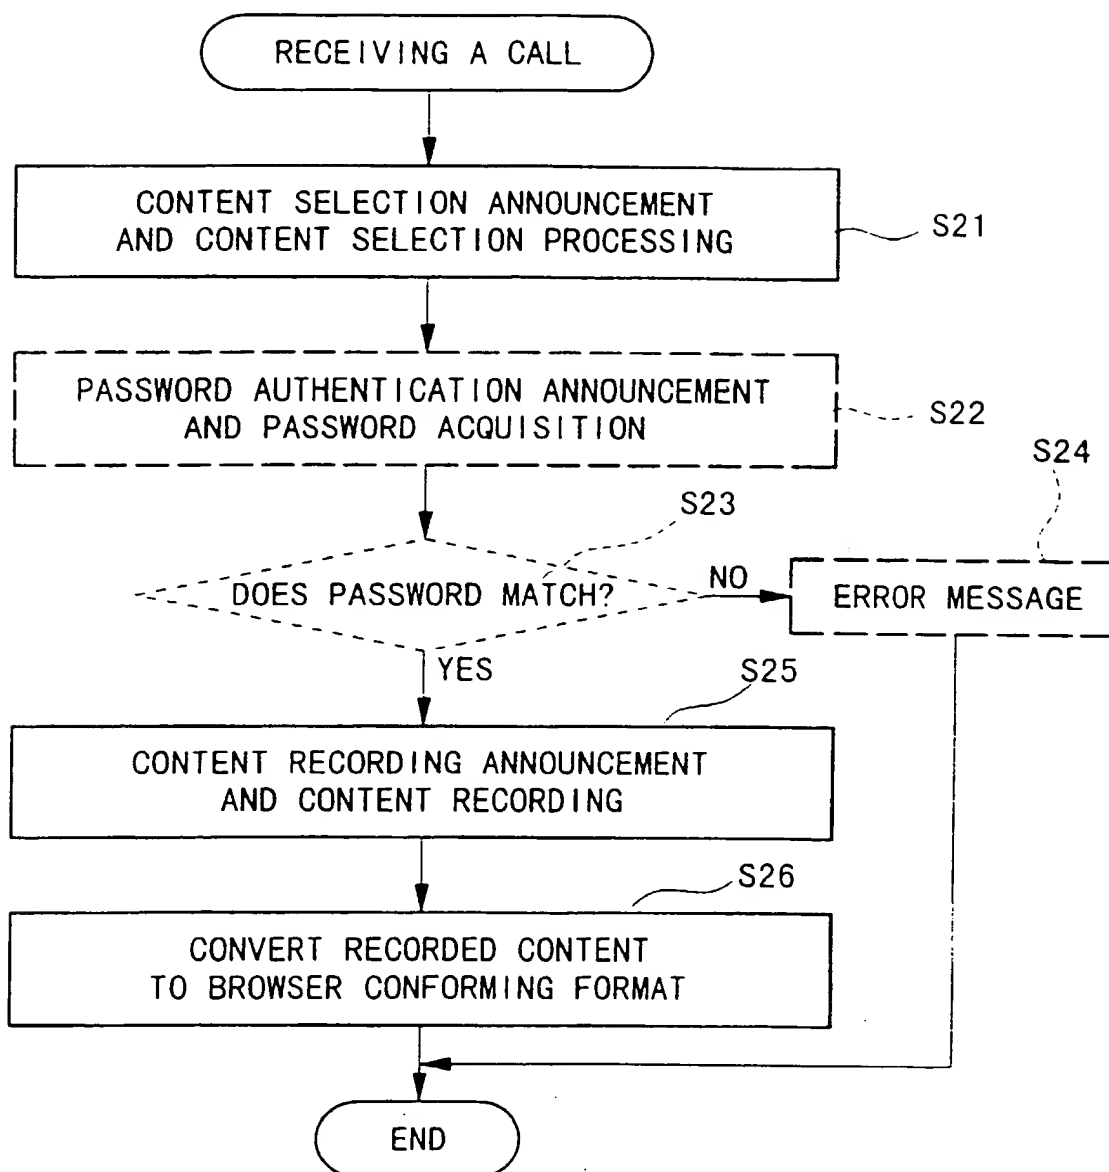 RECEIVING A CALL
CONTENT SELECTION ANNOUNCEMENT
AND CONTENT SELECTION PROCESSING
S21
PASSWORD AUTHENTICATION ANNOUNCEMENT
AND PASSWORD ACQUISITION
S22
S24
S23
DOES PASSWORD MATCH?
NO
ERROR MESSAGE
YES
S25
CONTENT RECORDING ANNOUNCEMENT
AND CONTENT RECORDING
S26
CONVERT RECORDED CONTENT
TO BROWSER CONFORMING FORMAT
END